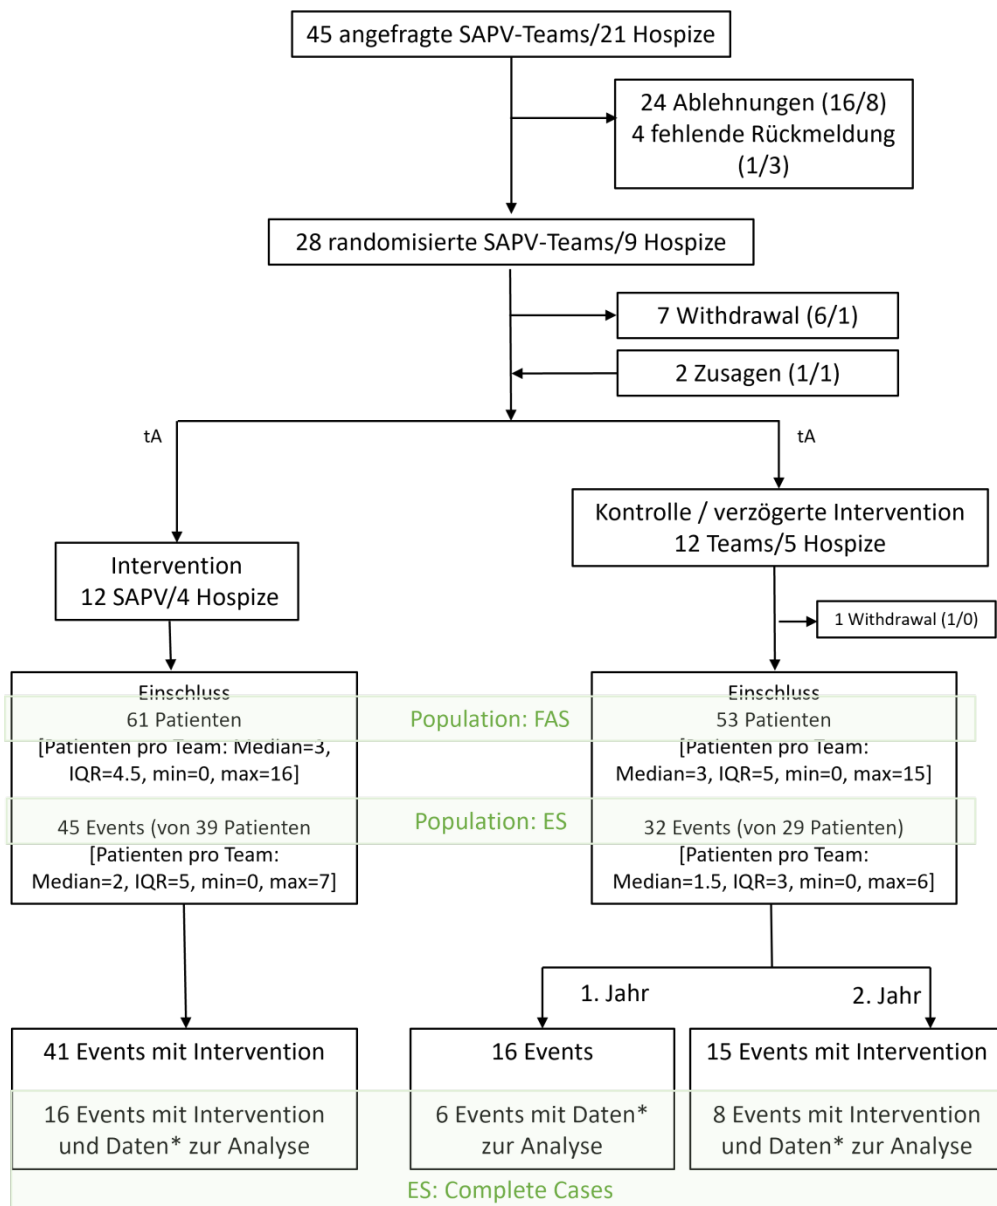 45 angefragte SAPV-Teams/21 Hospize
24 Ablehnungen (16/8)
4 fehlende Rückmeldung
(1/3)
28 randomisierte SAPV-Teams/9 Hospize
7 Withdrawal (6/1)
2 Zusagen (1/1)
tA
tA
Kontrolle / verzögerte Intervention
12 Teams/5 Hospize
Intervention
12 SAPV/4 Hospize
1 Withdrawal (1/0)
Einschluss
61 Patienten
[Patienten pro Team: Median=3,
IQR=4.5, min=0, max=16]
45 Events (von 39 Patienten
[Patienten pro Team:
Median=2, IQR=5, min=0, max=7]
Population: FAS
Population: ES
Einschluss
53 Patienten
[Patienten pro Team:
Median=3, IQR=5, min=0, max=15]
32 Events (von 29 Patienten)
[Patienten pro Team:
Median=1.5, IQR=3, min=0, max=6]
1. Jahr
2. Jahr
41 Events mit Intervention
16 Events mit Intervention
und Daten* zur Analyse
16 Events
6 Events mit Daten*
zur Analyse
15 Events mit Intervention
8 Events mit Intervention
und Daten* zur Analyse
ES: Complete Cases